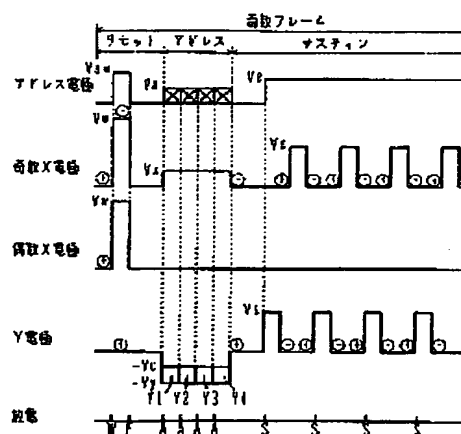 奇数フレーム
リセット アドレス サスティン
アドレス電極 Vaw Pa Ve
奇数X電極 Vw Vx Vs
偶数X電極 Vw
Y電極 Vs
-Vc
-Vy
Y1 Y2 Y3 Y4
放電 W E a a a a S S S S S S S